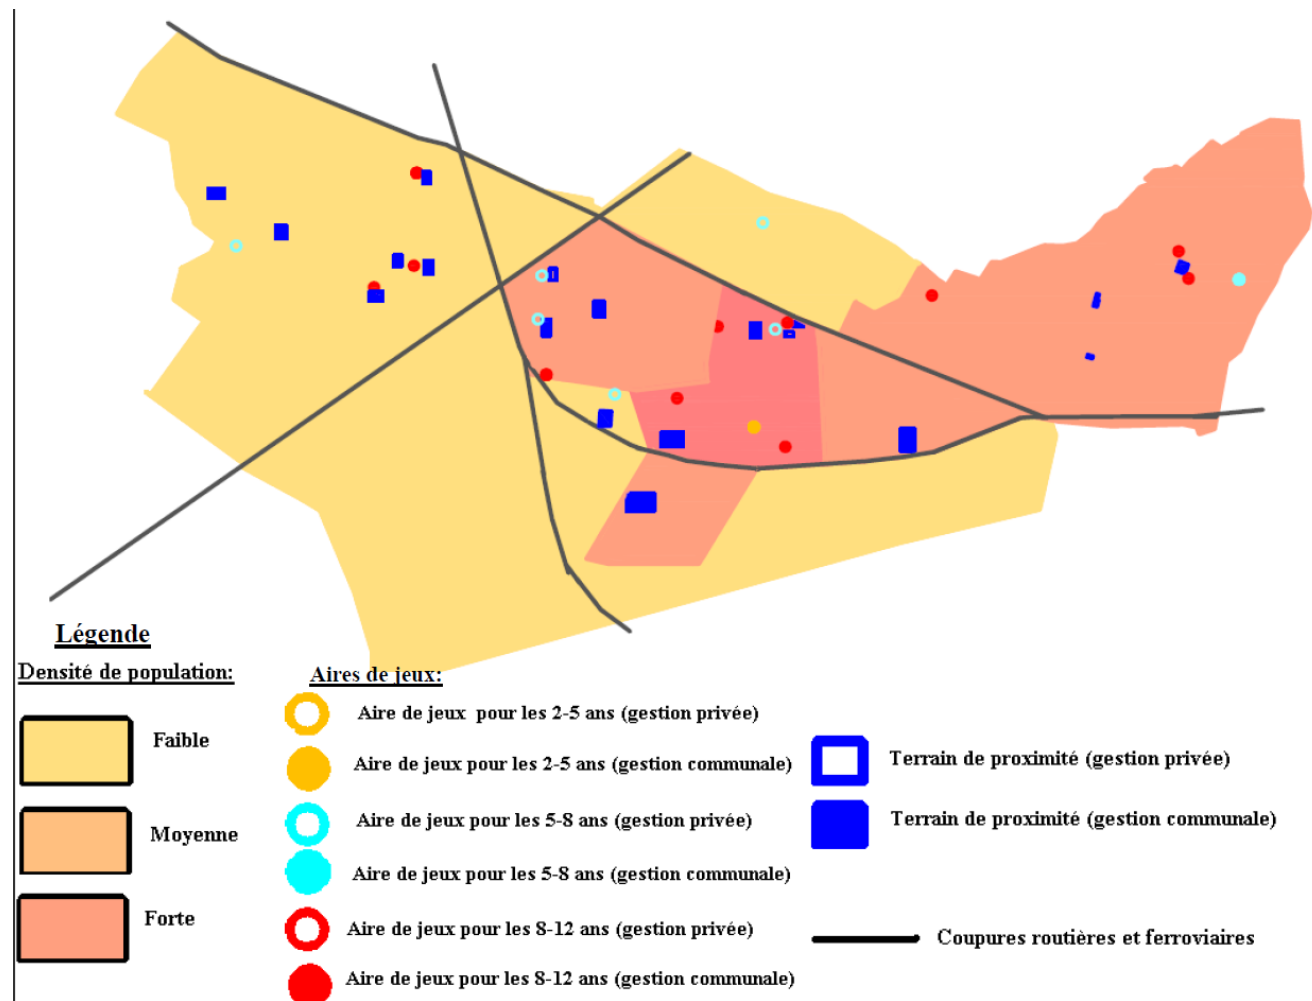 Légende
Densité de population:
Faible
Moyenne
Forte
Aires de jeux:
Aire de jeux pour les 2-5 ans (gestion privée)
Aire de jeux pour les 2-5 ans (gestion communale)
Aire de jeux pour les 5-8 ans (gestion privée)
Aire de jeux pour les 5-8 ans (gestion communale)
Aire de jeux pour les 8-12 ans (gestion privée)
Aire de jeux pour les 8-12 ans (gestion communale)
Terrain de proximité (gestion privée)
Terrain de proximité (gestion communale)
Coupures routières et ferroviaires